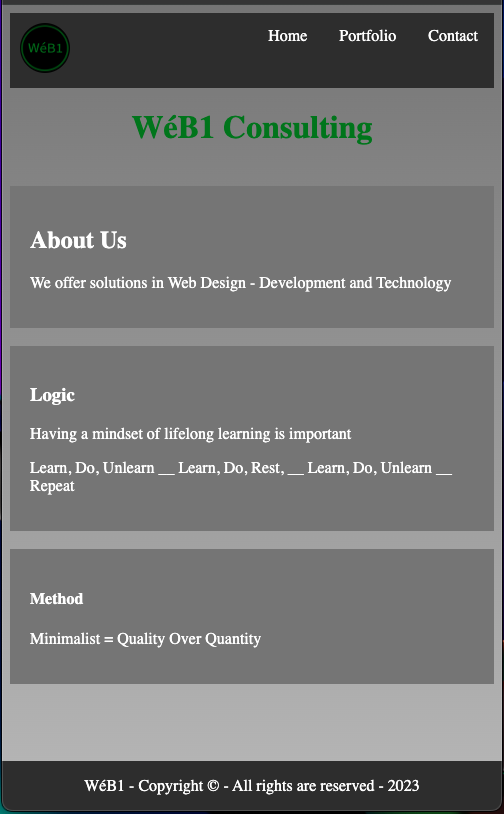 WéB1
Home Portfolio Contact
WéB1 Consulting
About Us
We offer solutions in Web Design - Development and Technology
Logic
Having a mindset of lifelong learning is important
Learn, Do, Unlearn __ Learn, Do, Rest, __ Learn, Do, Unlearn __
Repeat
Method
Minimalist = Quality Over Quantity
WéB1 - Copyright © - All rights are reserved - 2023